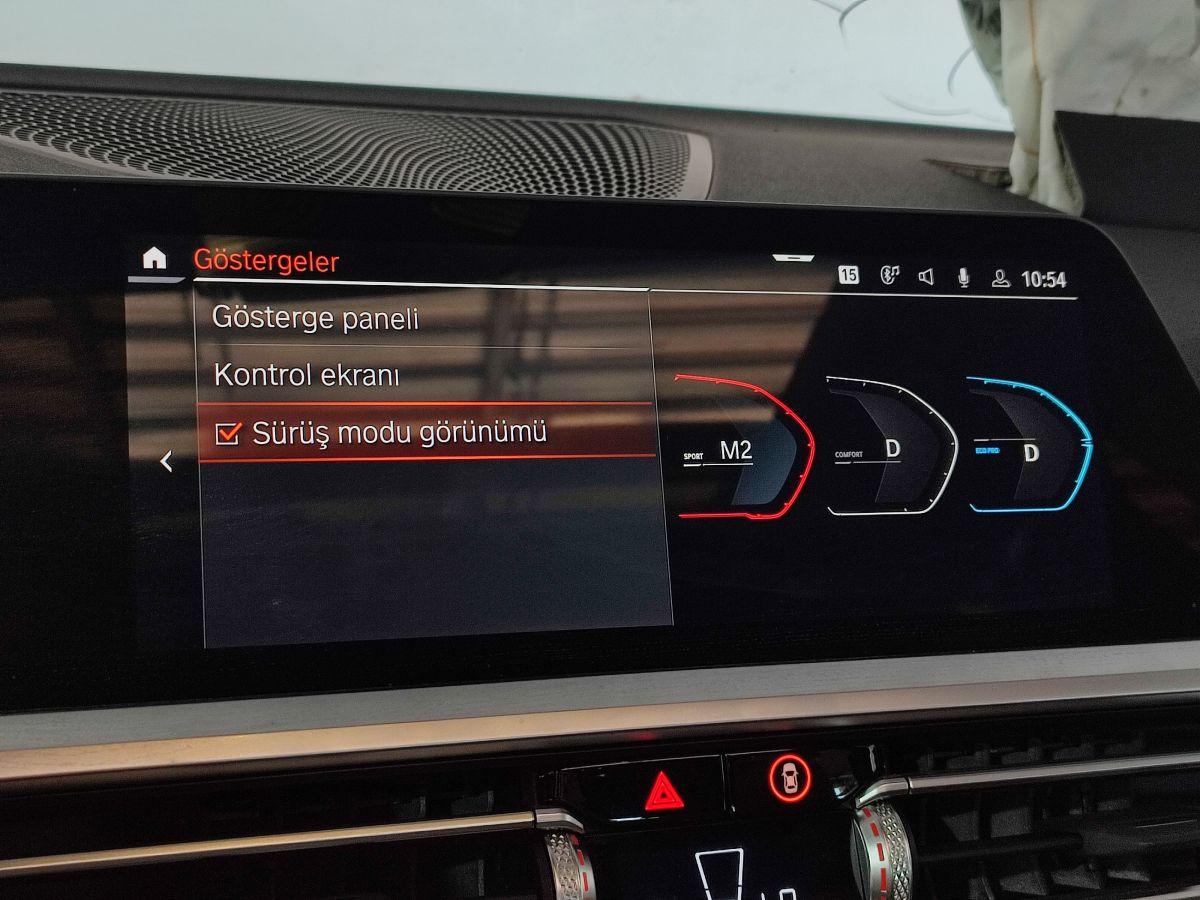 Göstergeler
15
10:54
Gösterge paneli
Kontrol ekranı
Sürüş modu görünümü
SPORT M2
COMFORT D
ECO PRO D